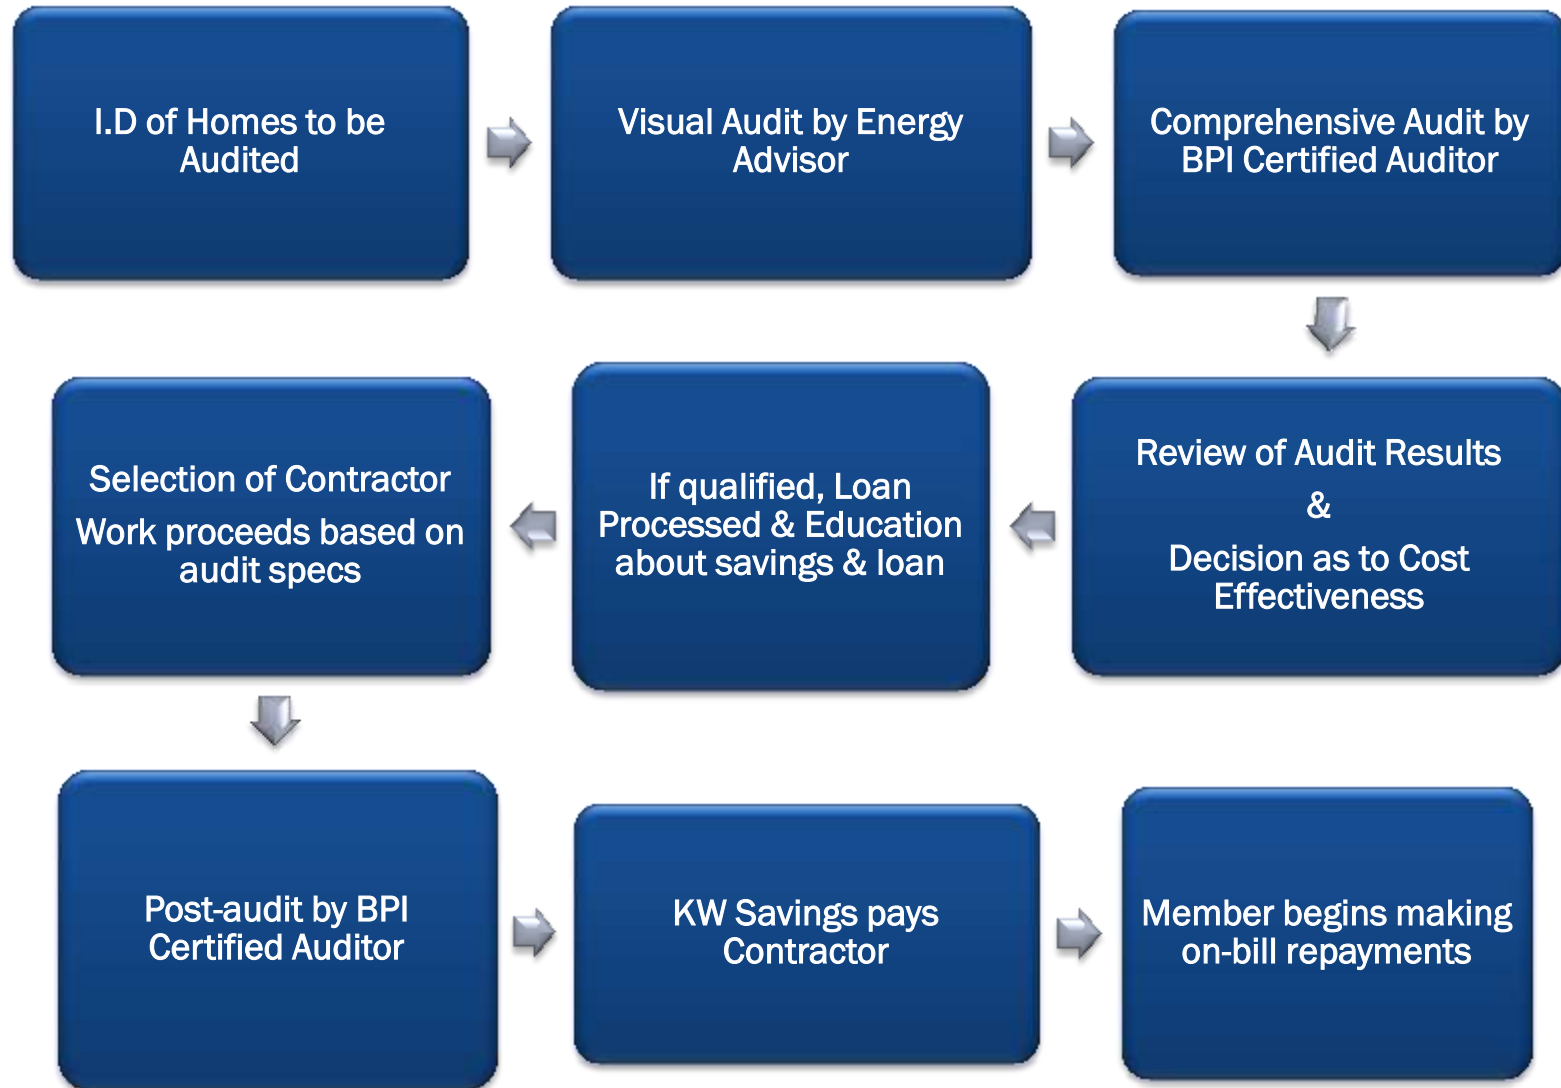 I.D of Homes to be
Audited
Visual Audit by Energy
Advisor
Comprehensive Audit by
BPI Certified Auditor
Review of Audit Results
&
Decision as to Cost
Effectiveness
If qualified, Loan
Processed & Education
about savings & loan
Selection of Contractor
Work proceeds based on
audit specs
Post-audit by BPI
Certified Auditor
KW Savings pays
Contractor
Member begins making
on-bill repayments